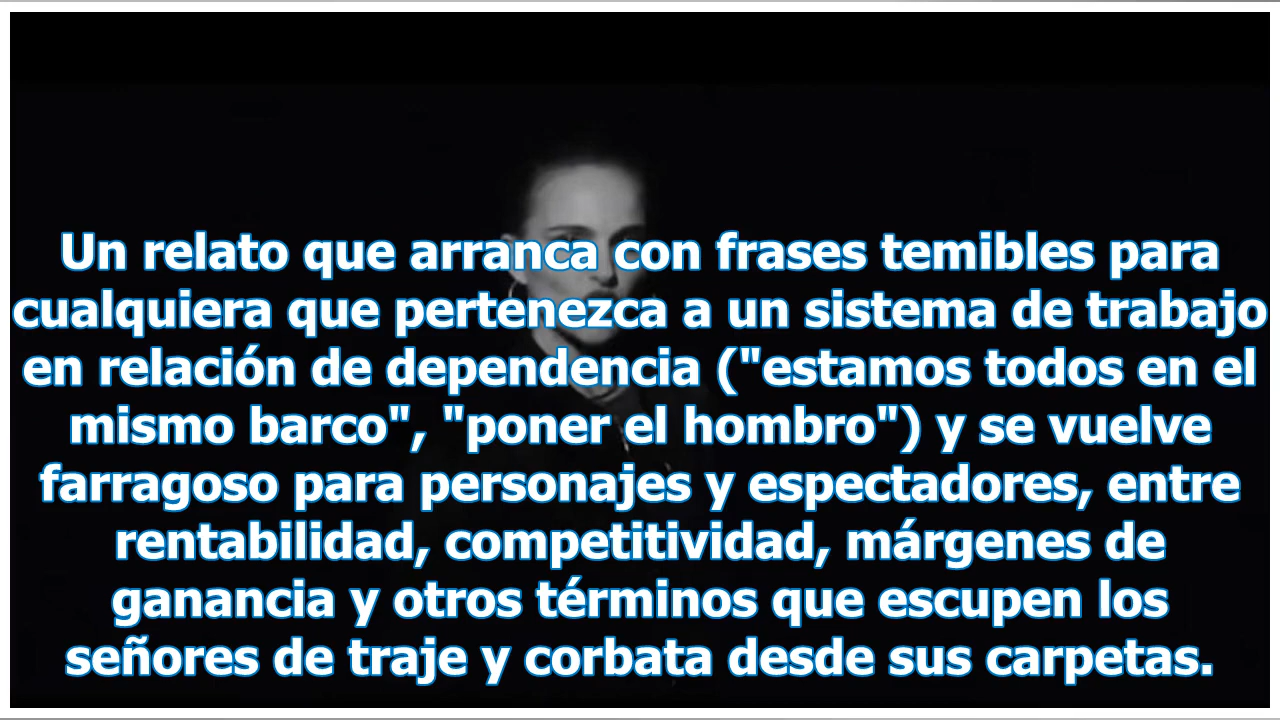 Un relato que arranca con frases temibles para
cualquiera que pertenezca a un sistema de trabajo
en relación de dependencia ("estamos todos en el
mismo barco", "poner el hombro") y se vuelve
farragoso para personajes y espectadores, entre
rentabilidad, competitividad, márgenes de
ganancia y otros términos que escupen los
señores de traje y corbata desde sus carpetas.